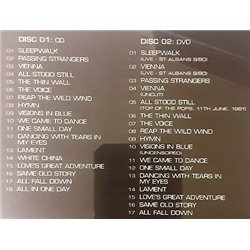 DISC 01: CD
01 SLEEPWALK
02 PASSING STRANGERS
03 VIENNA
04 ALL STOOD STILL
05 THE THIN WALL
06 THE VOICE
07 REAP THE WILD WIND
08 HYMN
09 VISIONS IN BLUE
10 WE CAME TO DANCE
11 ONE SMALL DAY
12 DANCING WITH TEARS IN
MY EYES
13 LAMENT
14 WHITE CHINA
15 LOVE'S GREAT ADVENTURE
16 SAME OLD STORY
17 ALL FALL DOWN
18 ALL IN ONE DAY
DISC 02: DVD
01 SLEEPWALK
(LIVE - ST ALBANS 8/80)
02 VIENNA
(LIVE - ST ALBANS 8/80)
03 PASSING STRANGERS
04 VIENNA
(UNCUT)
05 ALL STOOD STILL
(TOP OF THE POPS, 11TH JUNE, 1981)
06 THE THIN WALL
07 THE VOICE
08 REAP THE WILD WIND
09 HYMN
10 VISIONS IN BLUE
(UNCENSORED)
11 WE CAME TO DANCE
12 ONE SMALL DAY
13 DANCING WITH TEARS IN
MY EYES
14 LAMENT
15 LOVE'S GREAT ADVENTURE
16 SAME OLD STORY
17 ALL FALL DOWN